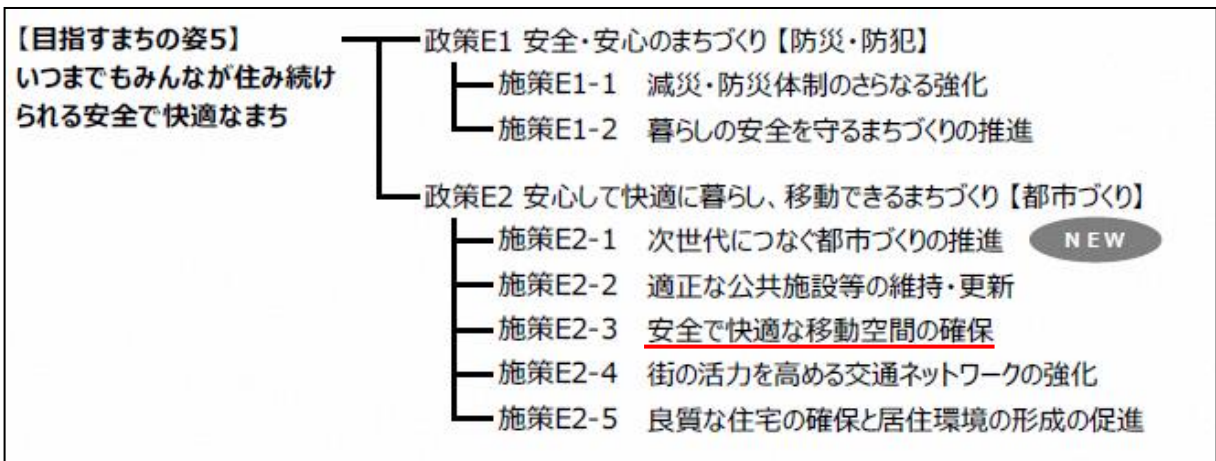 【目指すまちの姿5】
いつまでもみんなが住み続け
られる安全で快適なまち
政策E1 安全・安心のまちづくり【防災・防犯】
施策E1-1 減災・防災体制のさらなる強化
施策E1-2 暮らしの安全を守るまちづくりの推進
政策E2 安心して快適に暮らし、移動できるまちづくり【都市づくり】
施策E2-1 次世代につなぐ都市づくりの推進 NEW
施策E2-2 適正な公共施設等の維持・更新
施策E2-3 安全で快適な移動空間の確保
施策E2-4 街の活力を高める交通ネットワークの強化
施策E2-5 良質な住宅の確保と居住環境の形成の促進